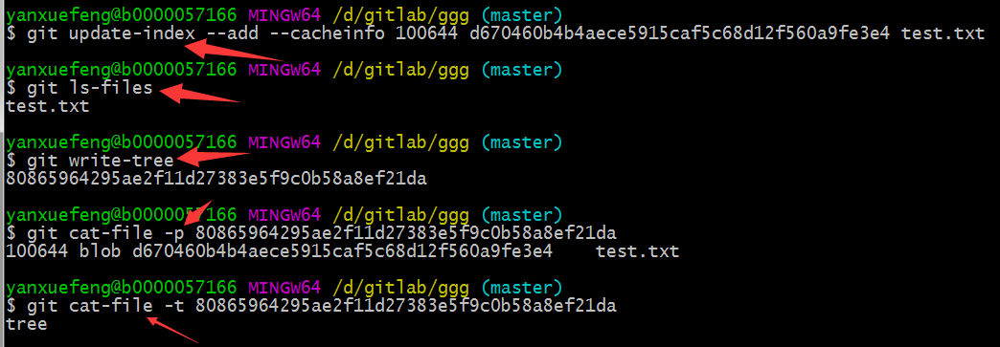 yanxuefeng@b0000057166 MINGW64 /d/gitlab/ggg (master)
$ git update-index --add --cacheinfo 100644 d670460b4b4aece5915caf5c68d12f560a9fe3e4 test.txt
yanxuefeng@b0000057166 MINGW64 /d/gitlab/ggg (master)
$ git ls-files
test.txt
yanxuefeng@b0000057166 MINGW64 /d/gitlab/ggg (master)
$ git write-tree
80865964295ae2f11d27383e5f9c0b58a8ef21da
yanxuefeng@b0000057166 MINGW64 /d/gitlab/ggg (master)
$ git cat-file -p 80865964295ae2f11d27383e5f9c0b58a8ef21da
100644 blob d670460b4b4aece5915caf5c68d12f560a9fe3e4    test.txt
yanxuefeng@b0000057166 MINGW64 /d/gitlab/ggg (master)
$ git cat-file -t 80865964295ae2f11d27383e5f9c0b58a8ef21da
tree